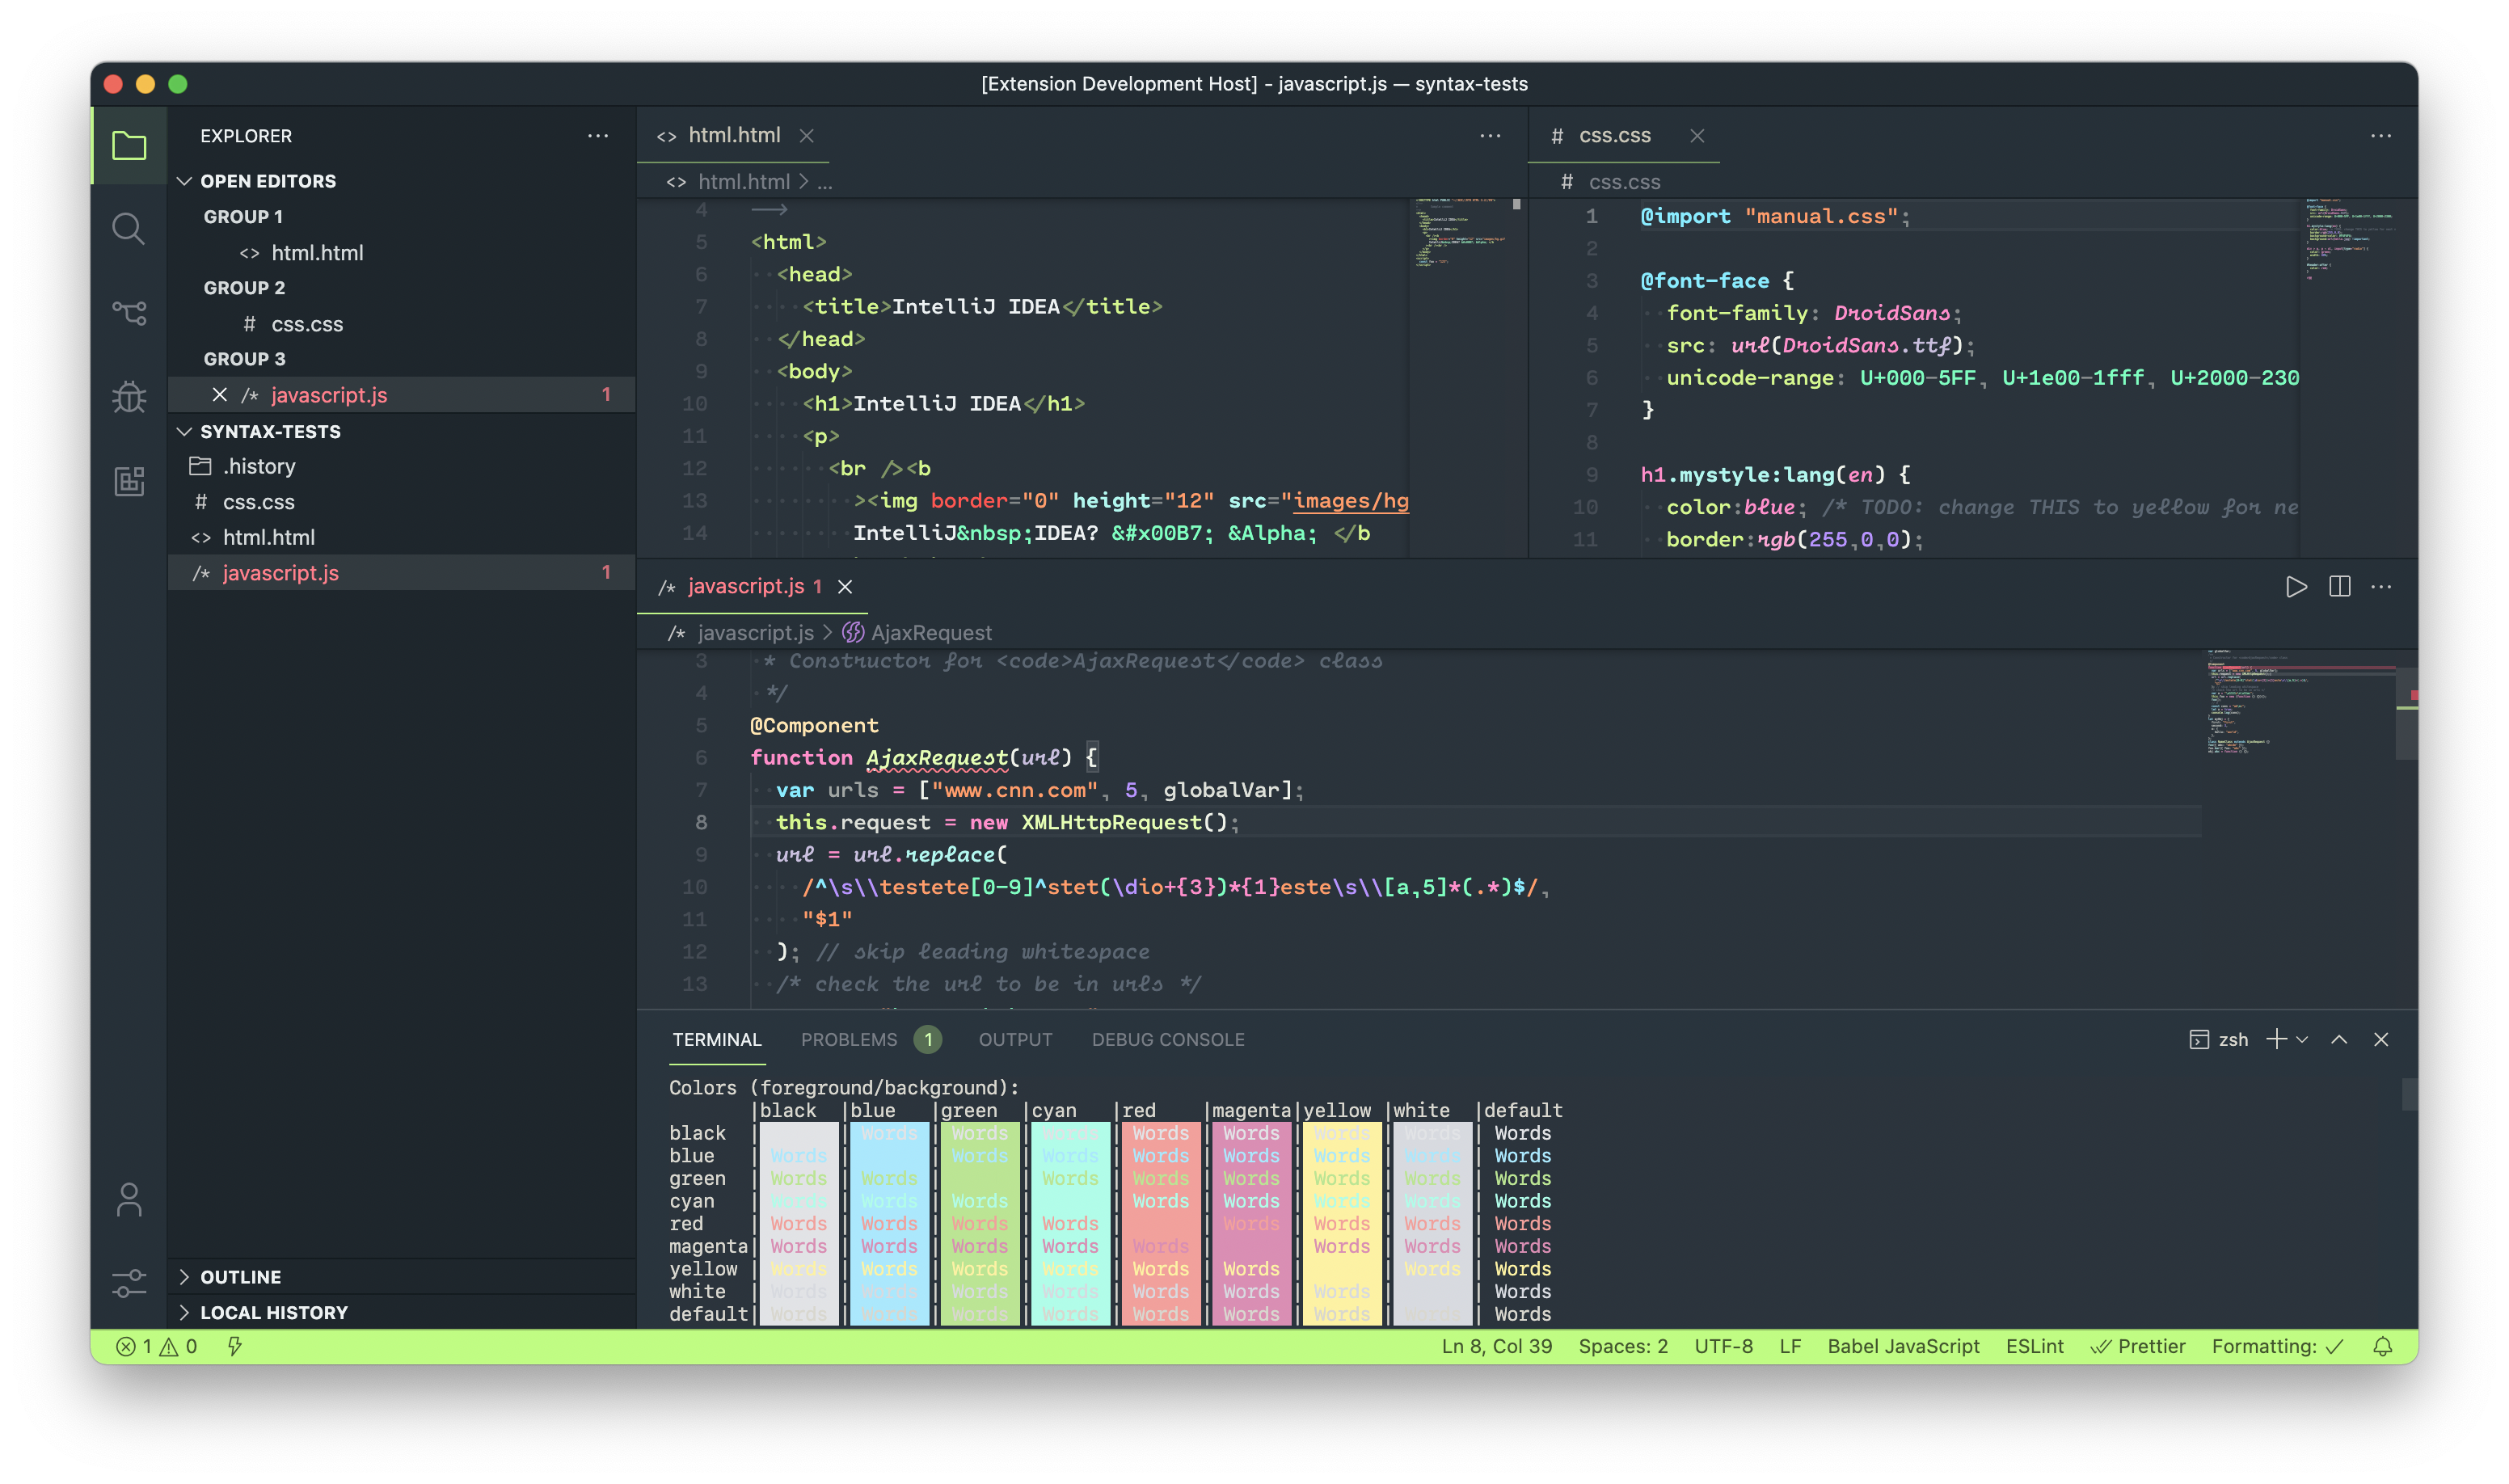 [Extension Development Host] - javascript.js — syntax-tests
EXPLORER
OPEN EDITORS
GROUP 1
<> html.html
GROUP 2
# css.css
GROUP 3
/* javascript.js 1
SYNTAX-TESTS
.history
# css.css
<> html.html
/* javascript.js 1
OUTLINE
LOCAL HISTORY
<> html.html
<> html.html > ...
4 -->
5 <html>
6 <head>
7 <title>IntelliJ IDEA</title>
8 </head>
9 <body>
10 <h1>IntelliJ IDEA</h1>
11 <p>
12 <br /><b
13 ><img border="0" height="12" src="images/hg
14 IntelliJ&nbsp;IDEA? &#x00B7; &Alpha; </b
# css.css
# css.css
1 @import "manual.css";
2
3 @font-face {
4 font-family: DroidSans;
5 src: url(DroidSans.ttf);
6 unicode-range: U+000-5FF, U+1e00-1fff, U+2000-230
7 }
8
9 h1.mystyle:lang(en) {
10 color:blue; /* TODO: change THIS to yellow for ne
11 border:rgb(255,0,0);
/* javascript.js 1
/* javascript.js > AjaxRequest
3 * Constructor for <code>AjaxRequest</code> class
4 */
5 @Component
6 function AjaxRequest(url) {
7 var urls = ["www.cnn.com", 5, globalVar];
8 this.request = new XMLHttpRequest();
9 url = url.replace(
10 /^\s\\testete[0-9]^stet(\dio+{3})*{1}este\s\\[a,5]*(.*)$/,
11 "$1"
12 ); // skip leading whitespace
13 /* check the url to be in urls */
TERMINAL PROBLEMS 1 OUTPUT DEBUG CONSOLE
zsh
Colors (foreground/background):
|black |blue |green |cyan |red |magenta|yellow |white |default
black | | Words | Words | Words | Words | Words | Words | Words | Words
blue | Words | | Words | Words | Words | Words | Words | Words | Words
green | Words | Words | | Words | Words | Words | Words | Words | Words
cyan | Words | Words | Words | | Words | Words | Words | Words | Words
red | Words | Words | Words | Words | | Words | Words | Words | Words
magenta| Words | Words | Words | Words | Words | | Words | Words | Words
yellow | Words | Words | Words | Words | Words | Words | | Words | Words
white | Words | Words | Words | Words | Words | Words | Words | | Words
default| Words | Words | Words | Words | Words | Words | Words | Words | Words
1 0
Ln 8, Col 39 Spaces: 2 UTF-8 LF Babel JavaScript ESLint Prettier Formatting: